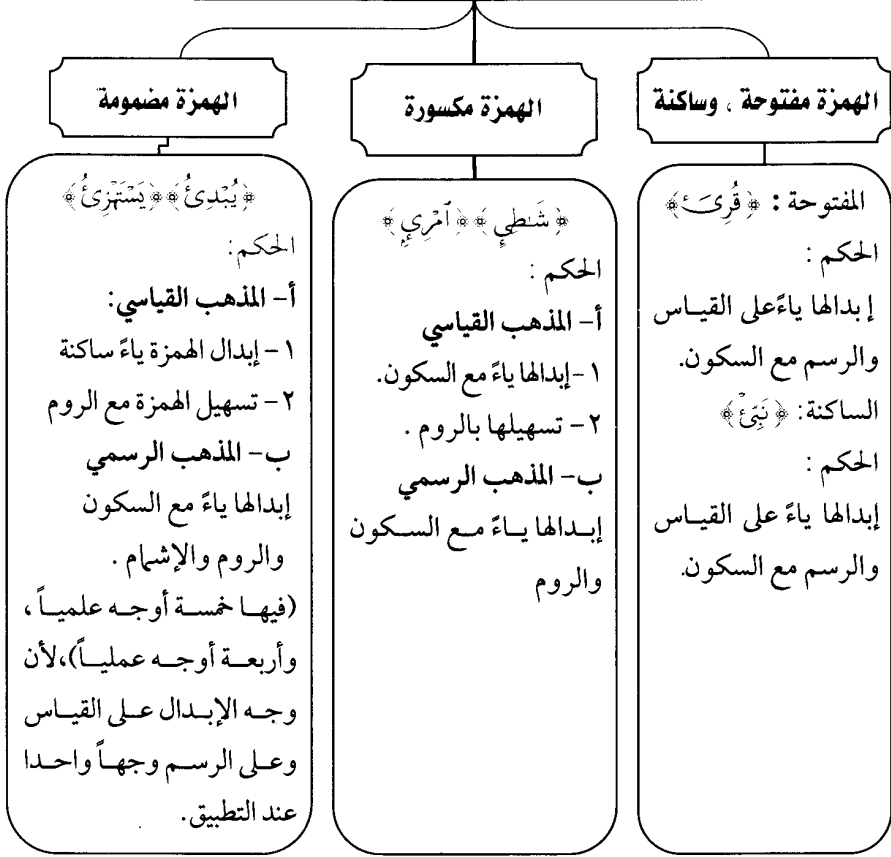 الهمزة مفتوحة ، وساكنة
المفتوحة : ﴿قُرِئَ﴾
الحكم :
إبدالها ياءً على القياس
والرسم مع السكون.
الساكنة: ﴿نَبِّئْ﴾
الحكم :
إبدالها ياءً على القياس
والرسم مع السكون.
الهمزة مكسورة
﴿شَٰطِئِ﴾ ﴿ٱمْرِئٍ﴾
الحكم :
أ- المذهب القياسي
١-إبدالها ياءً مع السكون.
٢- تسهيلها بالروم .
ب- المذهب الرسمي
إبدالها ياءً مع السكون
والروم
الهمزة مضمومة
﴿يُبْدِئُ﴾ ﴿يَسْتَهْزِئُ﴾
الحكم:
أ- المذهب القياسي:
١- إبدال الهمزة ياءً ساكنة
٢- تسهيل الهمزة مع الروم
ب- المذهب الرسمي
إبدالها ياءً مع السكون
والروم والإشمام .
(فيها خمسة أوجه علمياً ،
وأربعة أوجه عملياً)،لأن
وجه الإبدال على القياس
وعلى الرسم وجهاً واحدا
عند التطبيق.